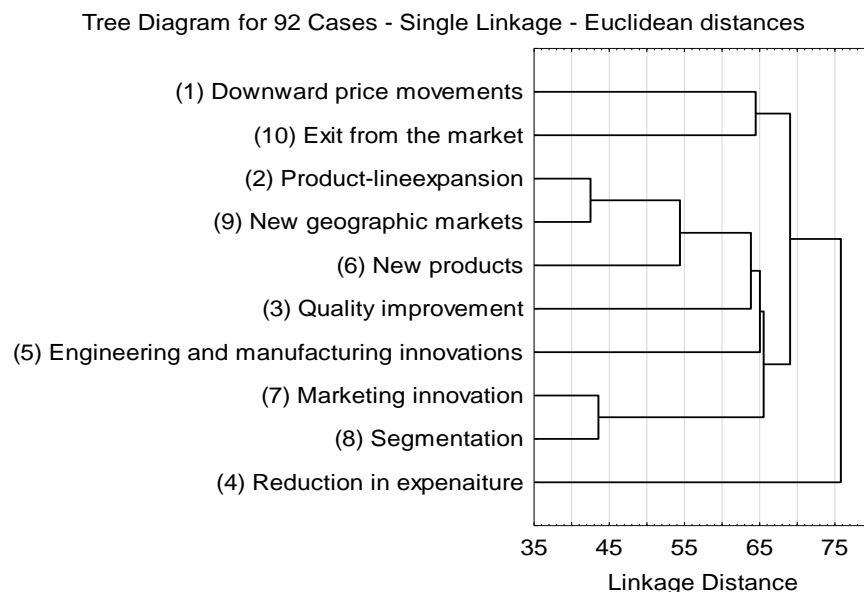 Tree Diagram for 92 Cases - Single Linkage - Euclidean distances
(1) Downward price movements
(10) Exit from the market
(2) Product-lineexpansion
(9) New geographic markets
(6) New products
(3) Quality improvement
(5) Engineering and manufacturing innovations
(7) Marketing innovation
(8) Segmentation
(4) Reduction in expenaiture
35 45 55 65 75
Linkage Distance